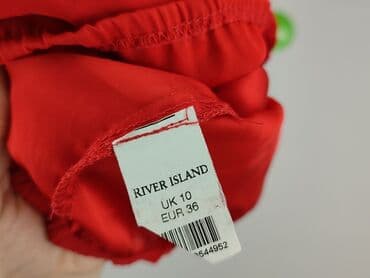 RIVER ISLAND
UK 10
EUR 36